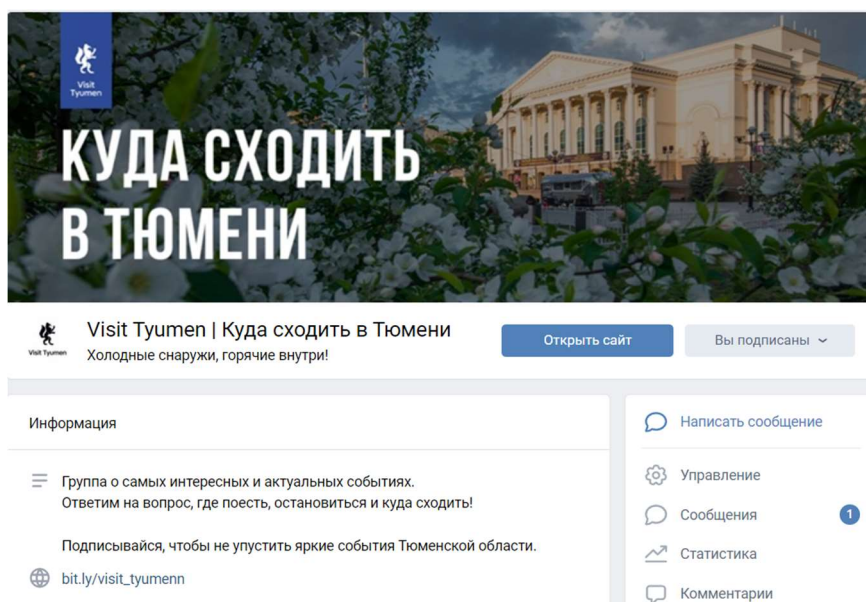 Visit
Tyumen
КУДА СХОДИТЬ
В ТЮМЕНИ
Visit Tyumen
Visit Tyumen | Куда сходить в Тюмени
Холодные снаружи, горячие внутри!
Открыть сайт
Вы подписаны
Информация
Группа о самых интересных и актуальных событиях.
Ответим на вопрос, где поесть, остановиться и куда сходить!
Подписывайся, чтобы не упустить яркие события Тюменской области.
bit.ly/visit_tyumenn
Написать сообщение
Управление
Сообщения 1
Статистика
Комментарии